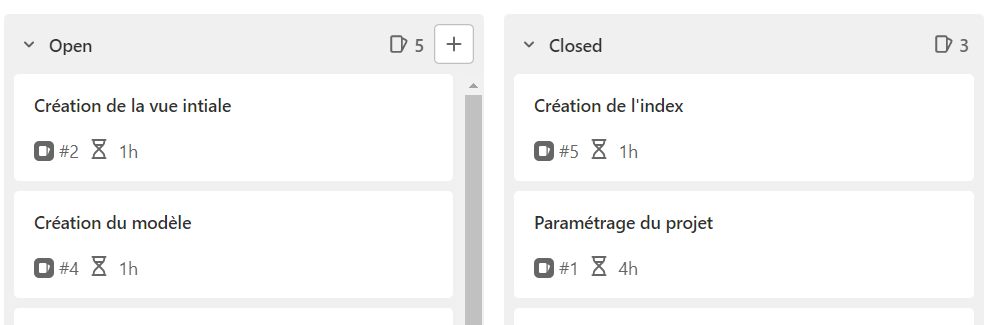 Open 5 +
Création de la vue intiale
#2 1h
Création du modèle
#4 1h
Closed 3
Création de l'index
#5 1h
Paramétrage du projet
#1 4h